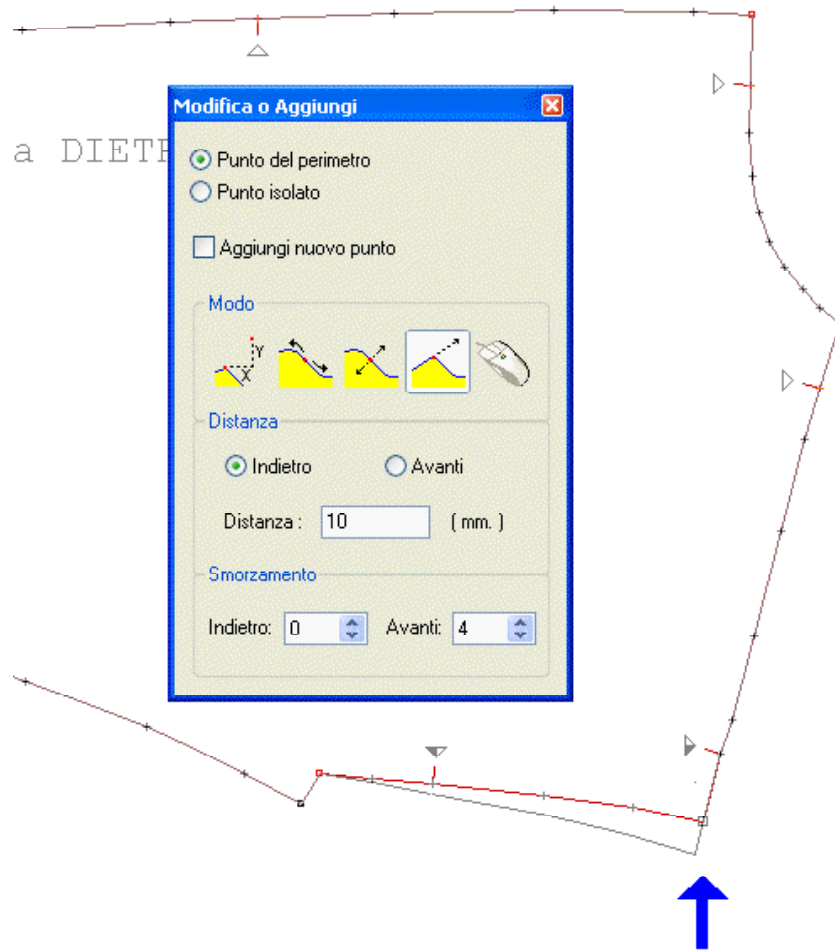 Modifica o Aggiungi
a DIET
Punto del perimetro
Punto isolato
Aggiungi nuovo punto
Modo
Y
X
Distanza
Indietro
Avanti
Distanza :
10
( mm. )
Smorzamento
Indietro:
0
Avanti:
4